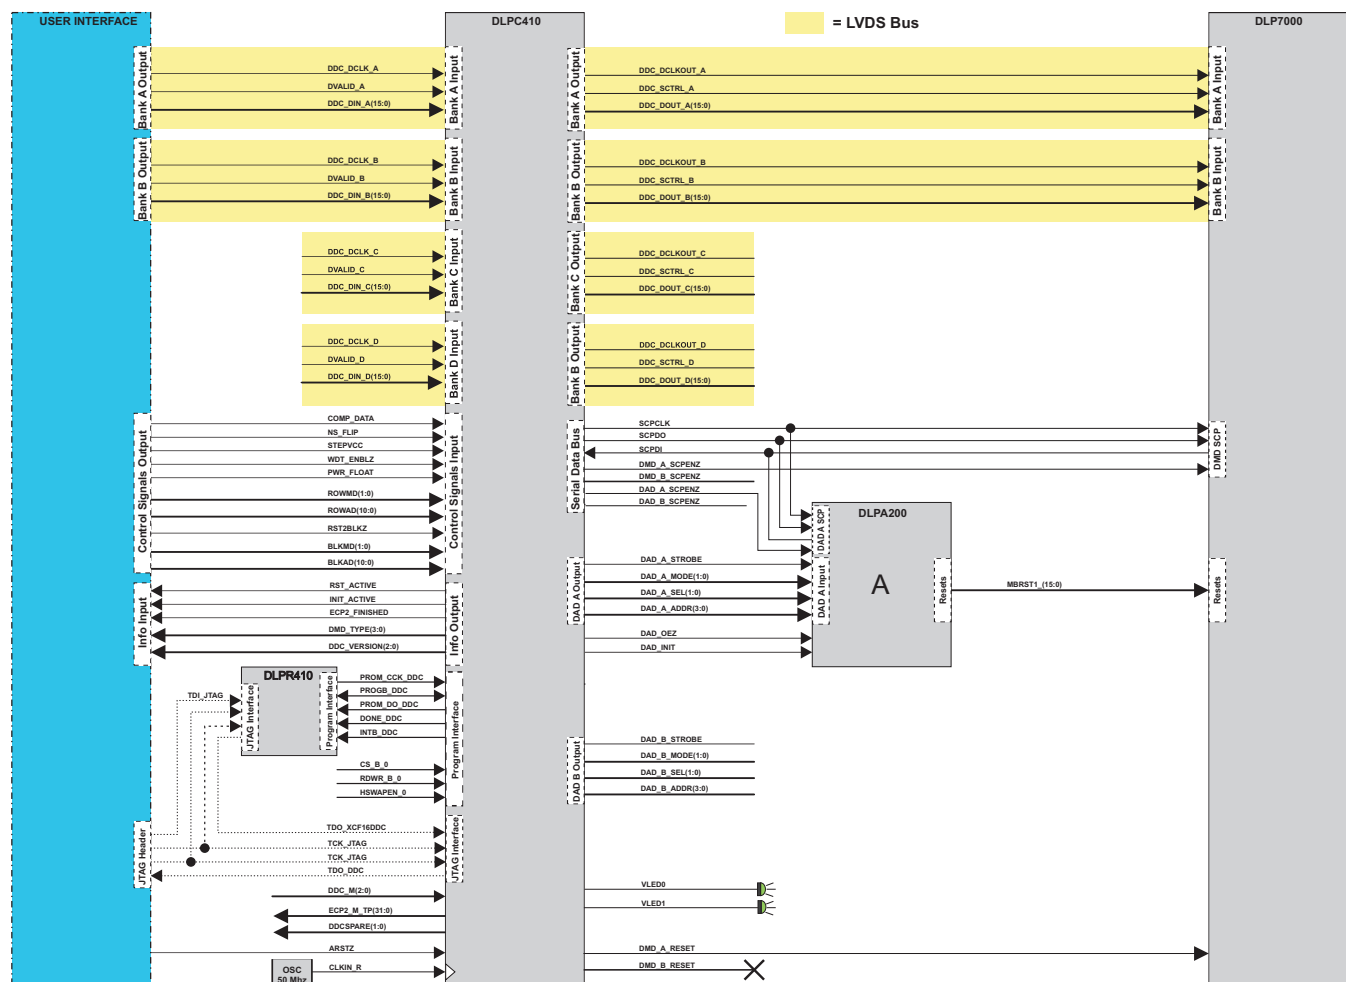 USER INTERFACE
DLPC410
= LVDS Bus
DLP7000
Bank A Output
DDC_DCLK_A
DVALID_A
DDC_DIN_A(15:0)
Bank A Input
Bank A Output
DDC_DCLKOUT_A
DDC_SCTRL_A
DDC_DOUT_A(15:0)
Bank A Input
Bank B Output
DDC_DCLK_B
DVALID_B
DDC_DIN_B(15:0)
Bank B Input
Bank B Output
DDC_DCLKOUT_B
DDC_SCTRL_B
DDC_DOUT_B(15:0)
Bank B Input
DDC_DCLK_C
DVALID_C
DDC_DIN_C(15:0)
Bank C Input
Bank C Output
DDC_DCLKOUT_C
DDC_SCTRL_C
DDC_DOUT_C(15:0)
DDC_DCLK_D
DVALID_D
DDC_DIN_D(15:0)
Bank D Input
Bank B Output
DDC_DCLKOUT_D
DDC_SCTRL_D
DDC_DOUT_D(15:0)
Control Signals Output
COMP_DATA
NS_FLIP
STEPVCC
WDT_ENBLZ
PWR_FLOAT
ROWMD(1:0)
ROWAD(10:0)
RST2BLKZ
BLKMD(1:0)
BLKAD(10:0)
Control Signals Input
Serial Data Bus
SCPCLK
SCPDO
SCPDI
DMD_A_SCPENZ
DMD_B_SCPENZ
DAD_A_SCPENZ
DAD_B_SCPENZ
DMD SCP
DLPA200
DAD A SCP
A
Info Input
RST_ACTIVE
INIT_ACTIVE
ECP2_FINISHED
DMD_TYPE(3:0)
DDC_VERSION(2:0)
Info Output
DAD A Output
DAD_A_STROBE
DAD_A_MODE(1:0)
DAD_A_SEL(1:0)
DAD_A_ADDR(3:0)
DAD_OEZ
DAD_INIT
DAD A Input
Resets
MBRST1_(15:0)
Resets
DLPR410
TDI_JTAG
JTAG Interface
Program Interface
PROM_CCK_DDC
PROGB_DDC
PROM_DO_DDC
DONE_DDC
INTB_DDC
CS_B_0
RDWR_B_0
HSWAPEN_0
Program Interface
DAD B Output
DAD_B_STROBE
DAD_B_MODE(1:0)
DAD_B_SEL(1:0)
DAD_B_ADDR(3:0)
JTAG Header
TDO_XCF16DDC
TCK_JTAG
TCK_JTAG
TDO_DDC
JTAG Interface
DDC_M(2:0)
ECP2_M_TP(31:0)
DDCSPARE(1:0)
VLED0
VLED1
ARSTZ
OSC
50 Mhz
CLKIN_R
DMD_A_RESET
DMD_B_RESET